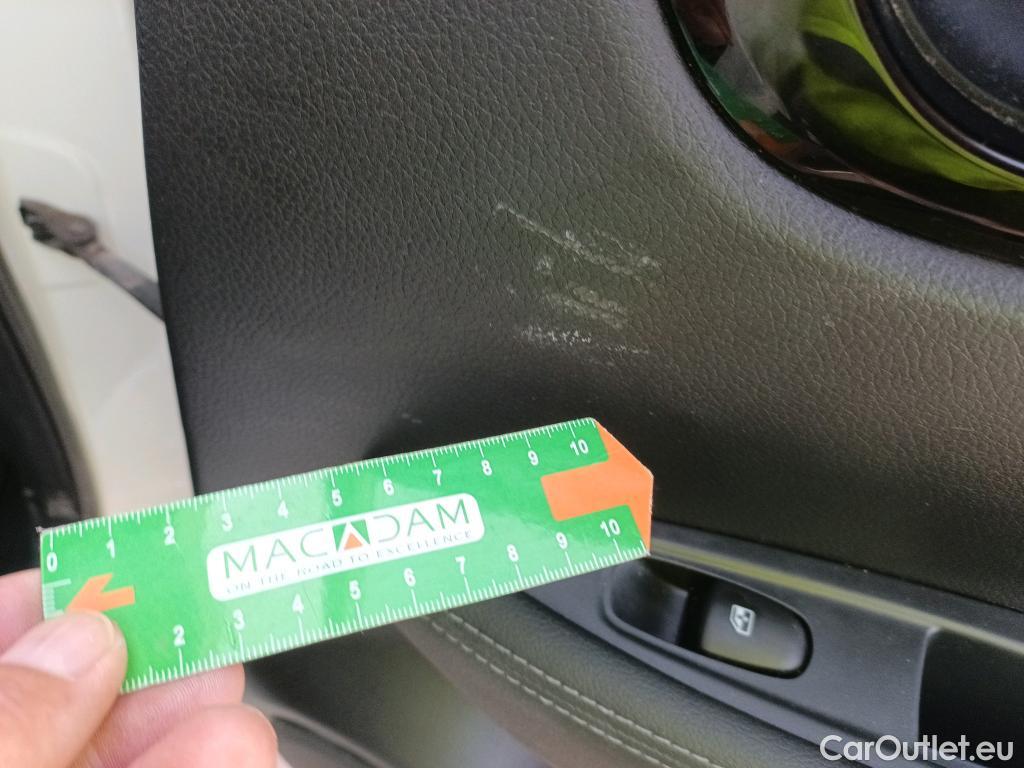 0 1 2 3 4 5 6 7 8 9 10
MACADAM
ON THE ROAD TO EXCELLENCE
2 3 4 5 6 7 8 9 10
CarOutlet.eu